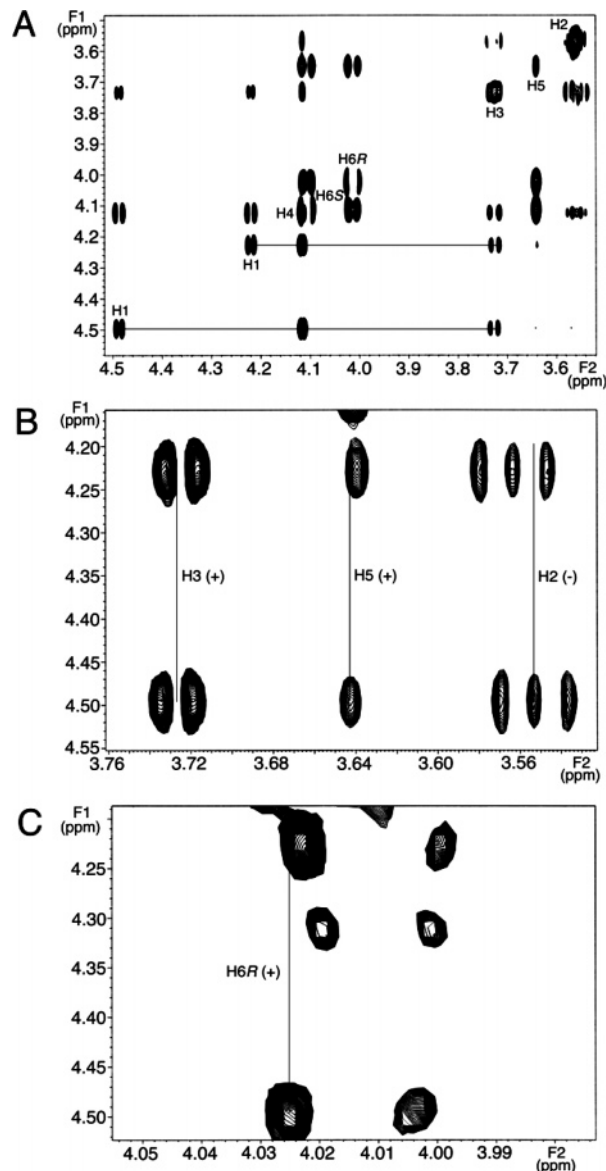 A
F1
(ppm)
H2
3.6
H5
3.7
H3
3.8
3.9
4.0
H6R
H6S
4.1
H4
4.2
H1
4.3
4.4
H1
4.5
4.5 4.4 4.3 4.2 4.1 4.0 3.9 3.8 3.7 3.6 F2
(ppm)
B
F1
(ppm)
4.20
4.25
4.30
H3 (+) H5 (+) H2 (-)
4.35
4.40
4.45
4.50
4.55
3.76 3.72 3.68 3.64 3.60 3.56 F2
(ppm)
C
F1
(ppm)
4.25
4.30
4.35
H6R (+)
4.40
4.45
4.50
4.05 4.04 4.03 4.02 4.01 4.00 3.99 F2
(ppm)